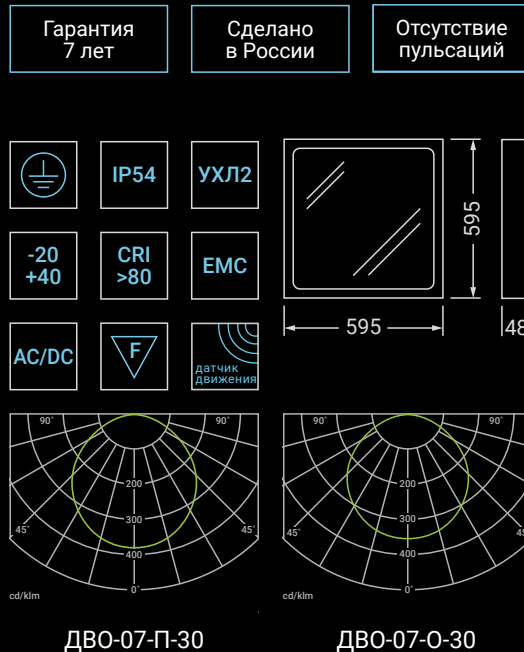 Гарантия
7 лет
Сделано
в России
Отсутствие
пульсаций
IP54
УХЛ2
-20
+40
CRI
>80
EMC
AC/DC
F
датчик
движения
595
595
48
90°
90°
200
300
400
45°
45°
0°
cd/klm
90°
90°
200
300
400
45°
45
0°
cd/klm
ДВО-07-П-30
ДВО-07-О-30